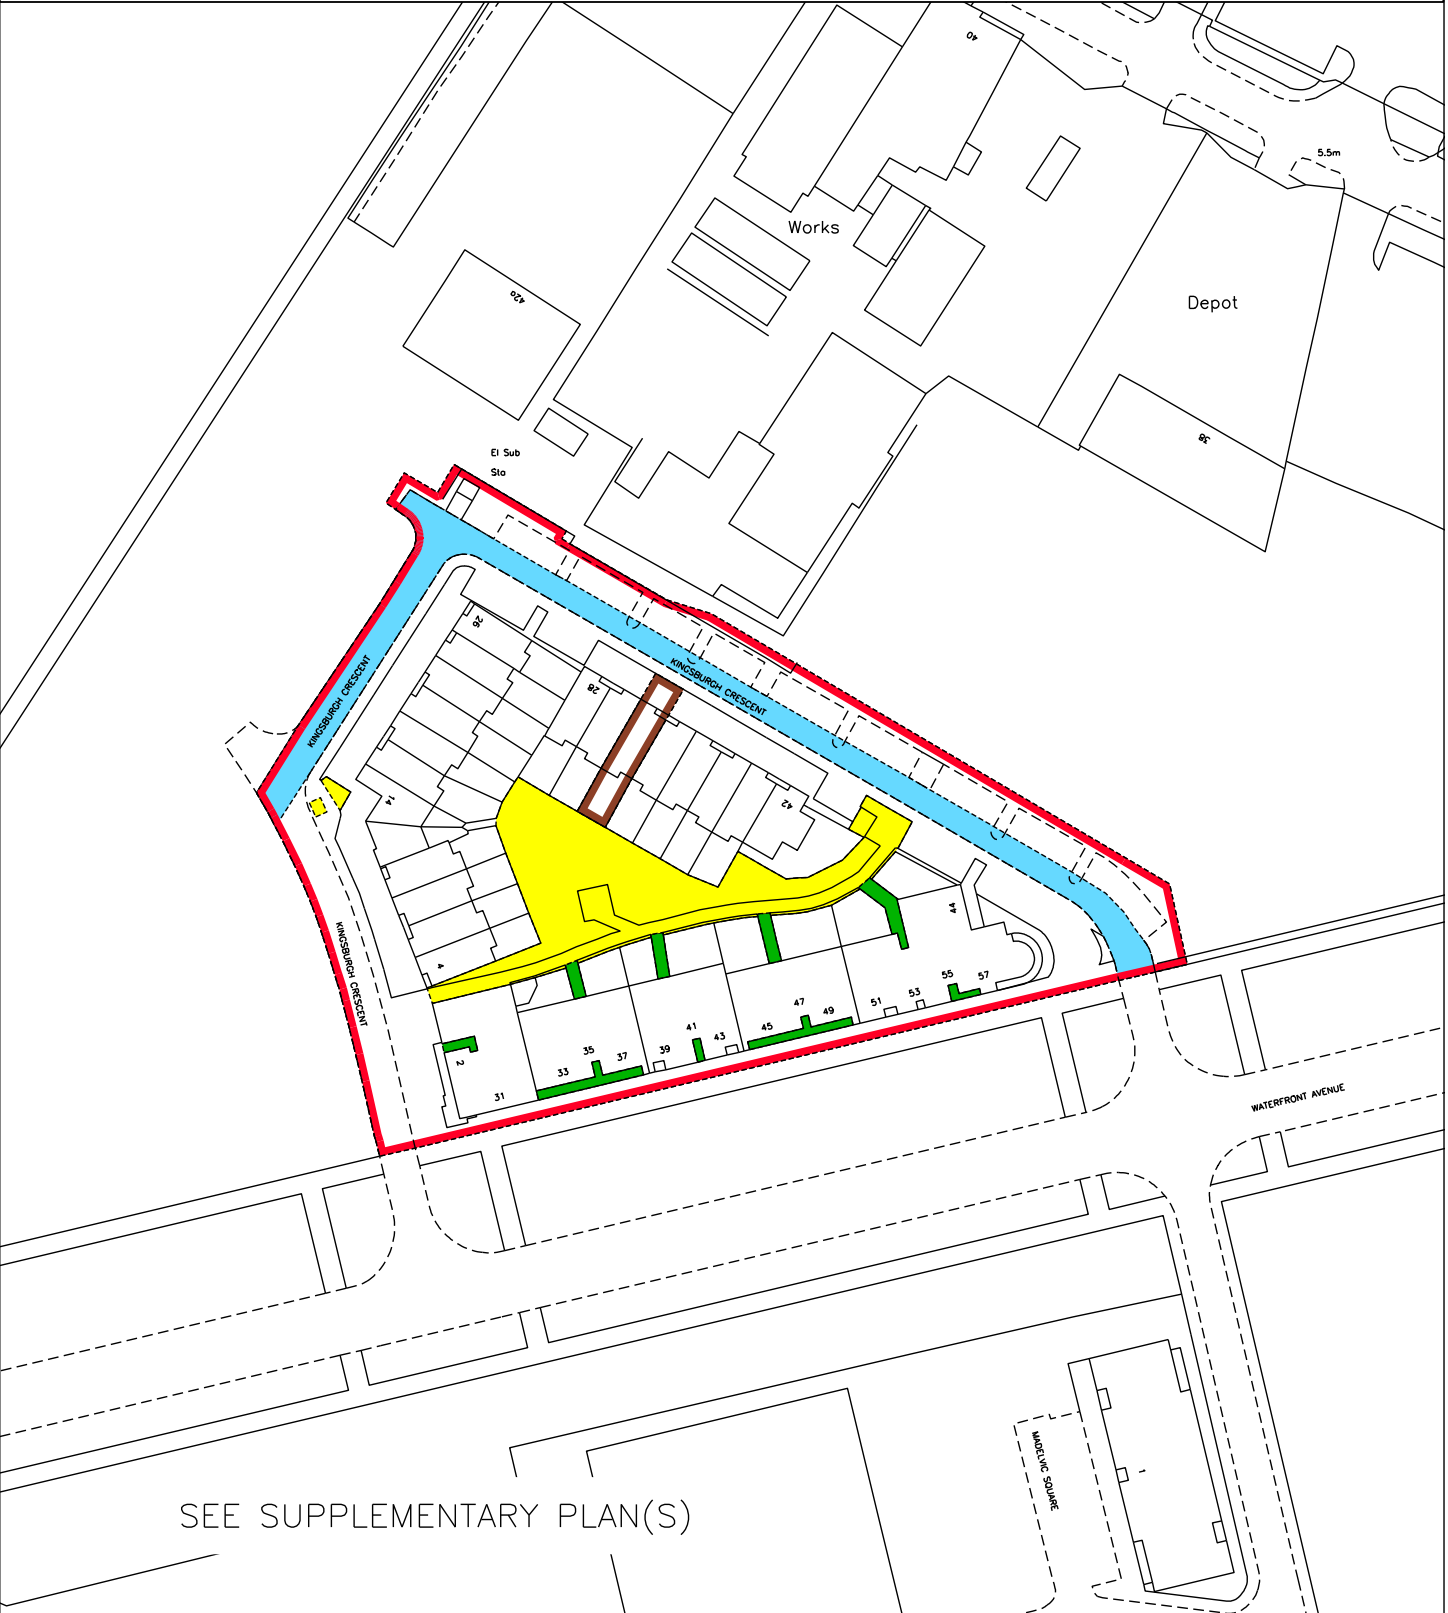 40
5.5m
Works
42a
Depot
38
El Sub
Sta
26
KINGSBURGH CRESCENT
28
KINGSBURGH CRESCENT
14
42
44
KINGSBURGH CRESCENT
4
55
57
53
51
47
49
45
41
43
39
35
37
33
31
2
WATERFRONT AVENUE
MADELVIC SQUARE
1
SEE SUPPLEMENTARY PLAN(S)